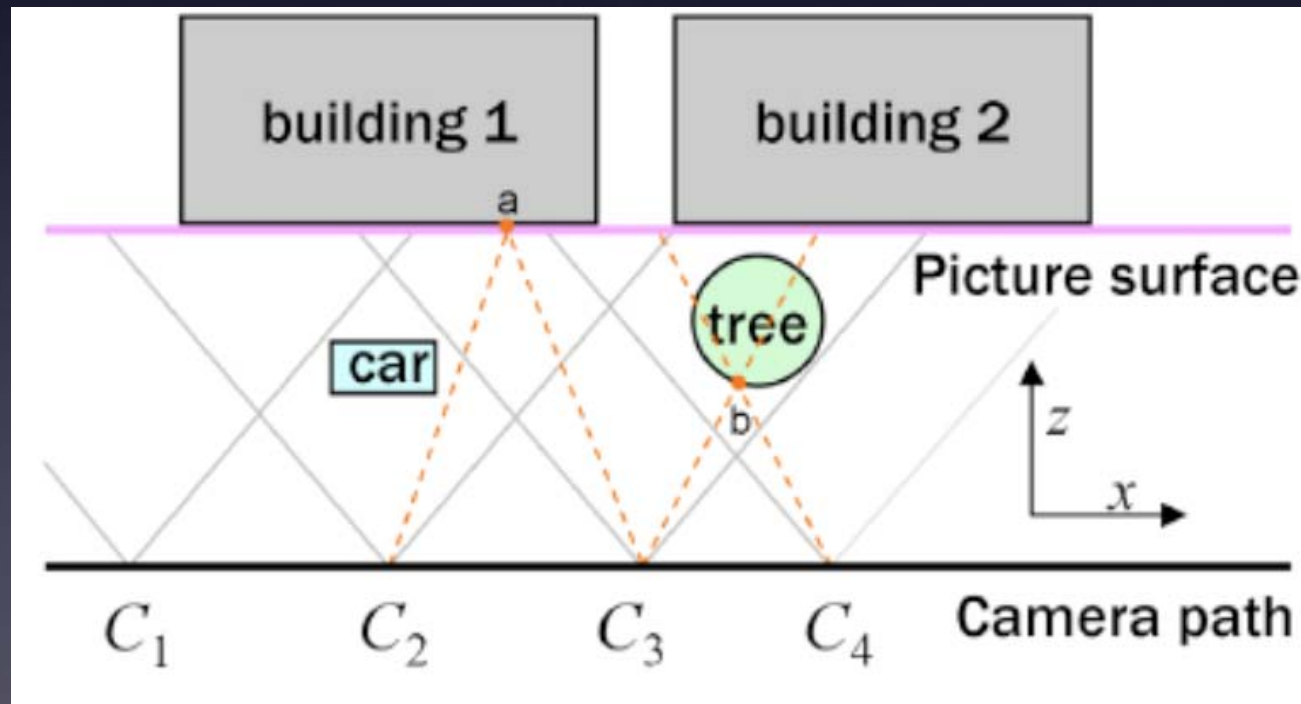 building 1
building 2
a
Picture surface
tree
car
b
z
x
C₁
C₂
C₃
C₄
Camera path